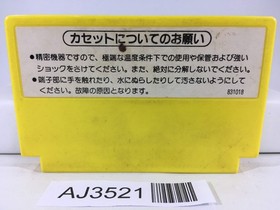 カセットについてのお願い
●精密機器ですので、極端な温度条件下での使用や保管および強い
ショックをさけてください。また、絶対に分解しないでください。
●端子部に手を触れたり、水にぬらしたりして汚さないようにして
ください。故障の原因となります。
831018
AJ3521